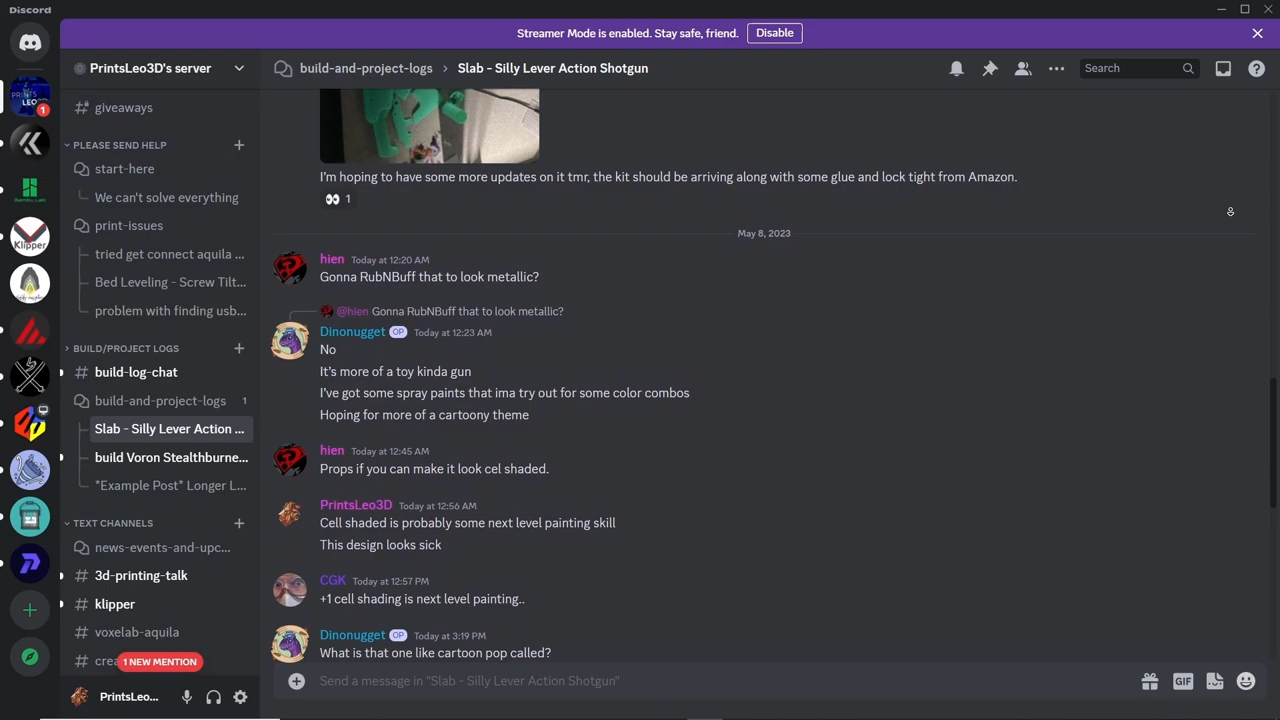 Discord
Streamer Mode is enabled. Stay safe, friend.
Disable
PrintsLeo3D's server
build-and-project-logs
Slab - Silly Lever Action Shotgun
Search
giveaways
PLEASE SEND HELP
start-here
We can't solve everything
print-issues
tried get connect aquila ...
Bed Leveling - Screw Tilt...
problem with finding usb...
BUILD/PROJECT LOGS
build-log-chat
build-and-project-logs 1
Slab - Silly Lever Action ...
build Voron Stealthburne...
*Example Post* Longer L...
TEXT CHANNELS
news-events-and-upc...
3d-printing-talk
klipper
voxelab-aquila
crea
1 NEW MENTION
PrintsLeo...
PRINTS
LEO
1
Bambu Lab
Klipper
I'm hoping to have some more updates on it tmr, the kit should be arriving along with some glue and lock tight from Amazon.
1
May 8, 2023
hien Today at 12:20 AM
Gonna RubNBuff that to look metallic?
@hien Gonna RubNBuff that to look metallic?
Dinonugget OP Today at 12:23 AM
No
It's more of a toy kinda gun
I've got some spray paints that ima try out for some color combos
Hoping for more of a cartoony theme
hien Today at 12:45 AM
Props if you can make it look cel shaded.
PrintsLeo3D Today at 12:56 AM
Cell shaded is probably some next level painting skill
This design looks sick
CGK Today at 12:57 PM
+1 cell shading is next level painting..
Dinonugget OP Today at 3:19 PM
What is that one like cartoon pop called?
Send a message in "Slab - Silly Lever Action Shotgun"
GIF